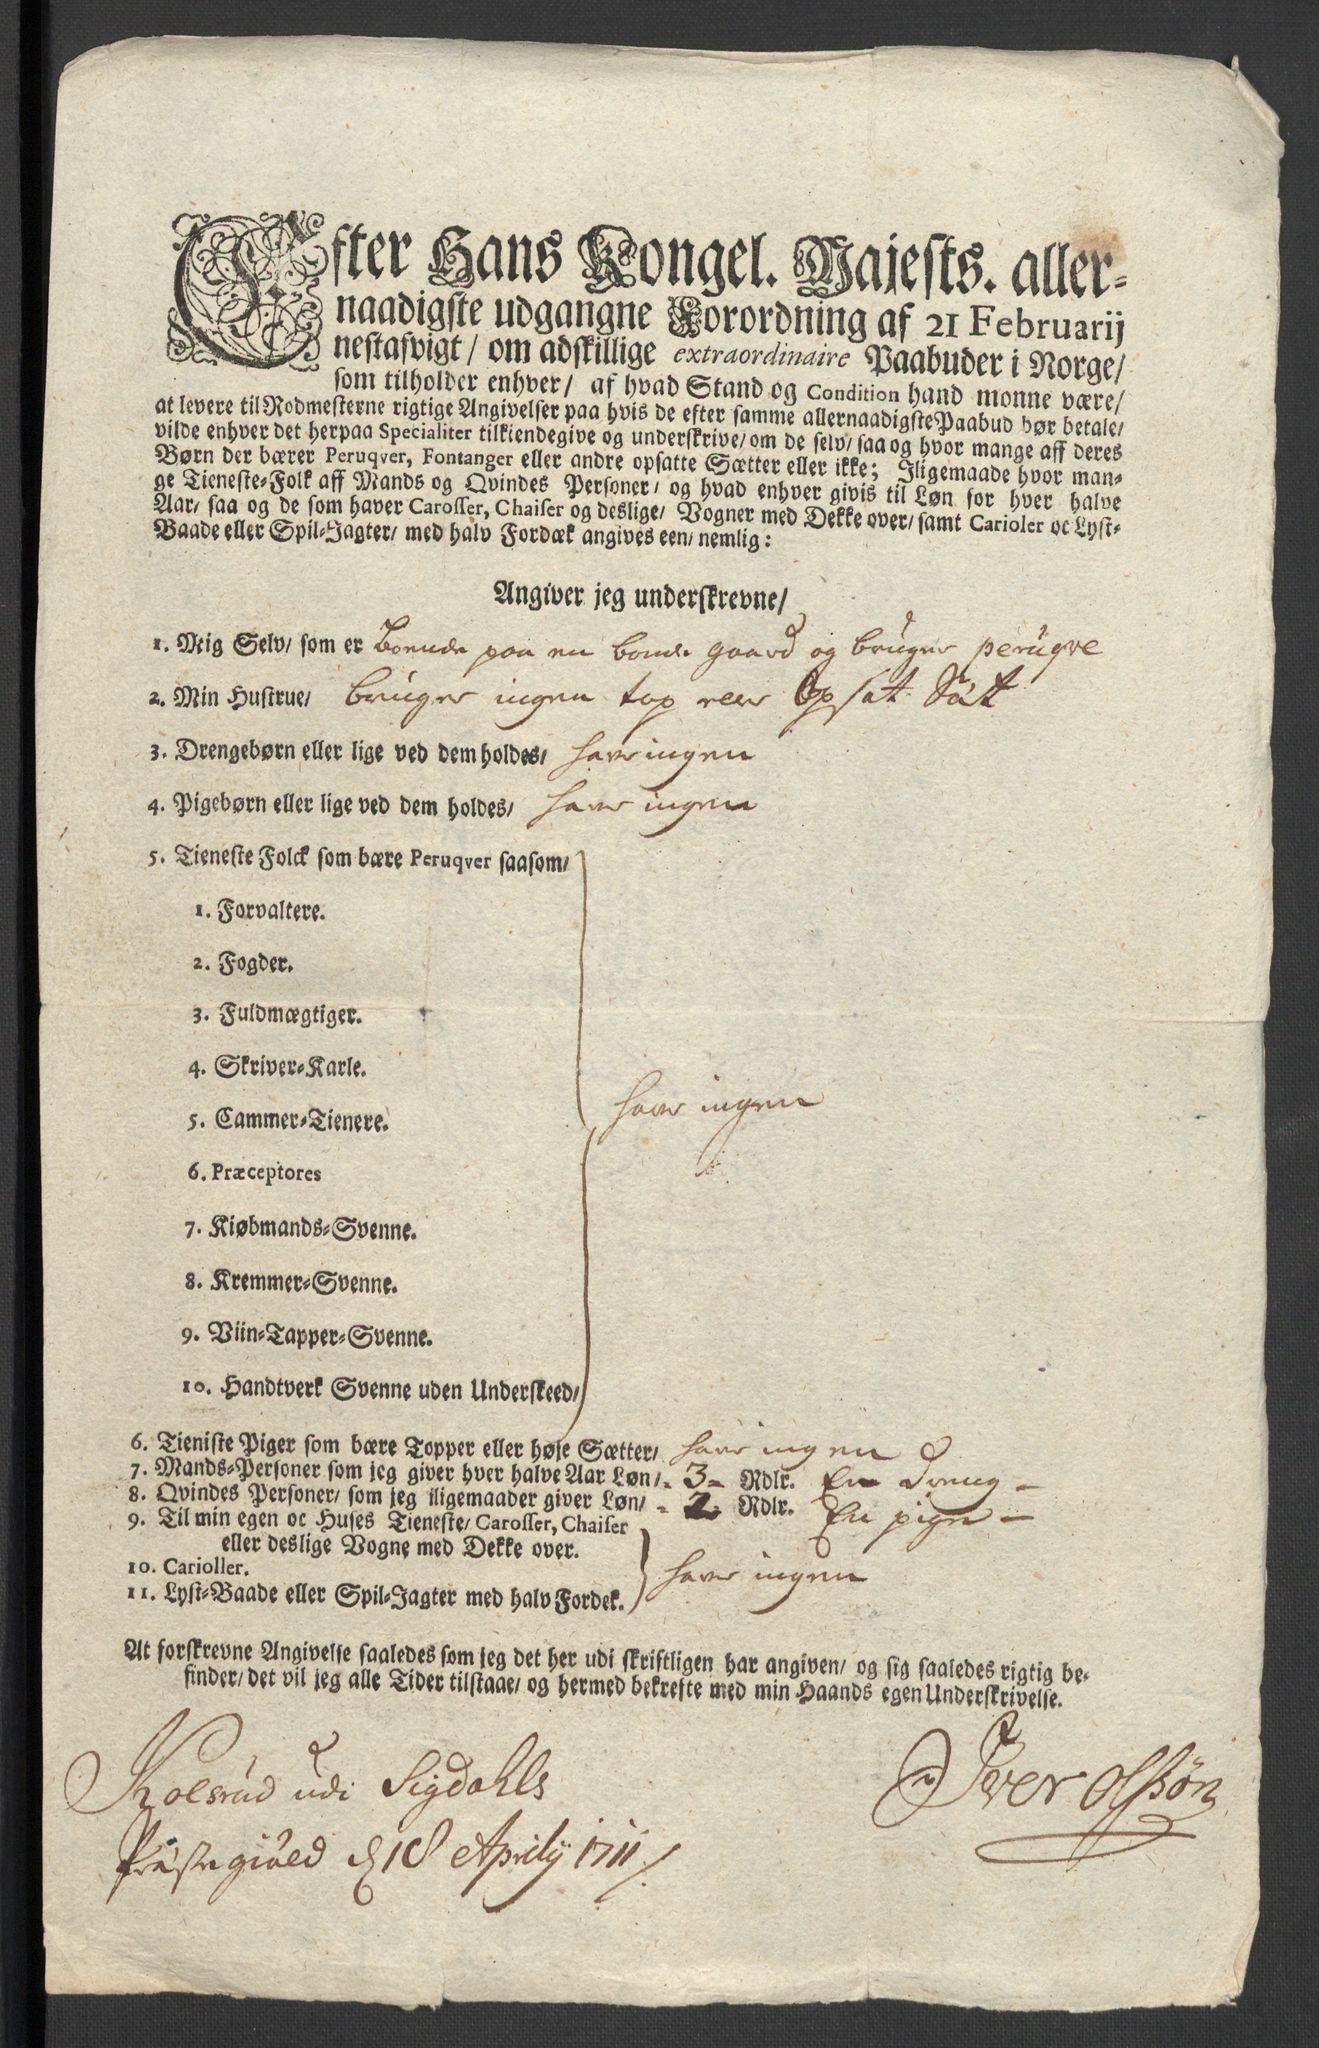 Efter Hans Kongel. Majests. aller-
naadigste udgangne Forordning af 21 Februarij
nestafvigt/ om adskillige extraordinaire Paabuder i Norge/
som tilholder enhver/ af hvad Stand og Condition hand monne være/
at levere til Rodmesterne rigtige Angivelser paa hvis de efter samme allernaadigste Paabud bør betale/
vilde enhver det herpaa Specialiter tilkiendegive og underskrive/ om de selv/ saa og hvor mange aff deres
Børn der bærer Peruqver, Fontanger eller andre opsatte Sætter eller ikke; Iligemaade hvor man-
ge Tieneste-Folk aff Mands og Qvindes Personer/ og hvad enhver givis til Løn for hver halve
Aar/ saa og de som haver Carosser, Chaiser og deslige/ Vogner med Dekke over/ samt Carioler oc Lyst-
Baade eller Spil-Jagter/ med halv Fordæk angives een/ nemlig:
Angiver jeg underskrevne/
1. Mig Selv/ som er Boende paa en bonde gaard og bruger perugve
2. Min Hustrue/ bruger ingen top eller Opsat Sät
3. Drengebørn eller lige ved dem holdes/ haver ingen
4. Pigebørn eller lige ved dem holdes/ haver ingen
5. Tieneste Folck som bære Peruqver saasom/
1. Forvaltere.
2. Fogder.
3. Fuldmægtiger.
4. Skriver-Karle.
5. Cammer-Tienere.
haver ingen
6. Præceptores
7. Kiøbmands-Svenne.
8. Kremmer-Svenne.
9. Viin-Tapper-Svenne.
10. Handtverk Svenne uden Underskeed/
6. Tieniste Piger som bære Topper eller høje Sætter/ haver ingen
7. Mands-Personer som jeg giver hver halve Aar Løn/ - 3 - Rdlr. En dreng -
8. Qvindes Personer/ som jeg iligemaader giver Løn/ - 2 - Rdlr. En pige -
9. Til min egen oc Huses Tieneste/ Carosser, Chaiser
eller deslige Vogne med Dekke over.
10. Carioller. haver ingen
11. Lyst-Baade eller Spil-Jagter med halv Fordek.
At forskrevne Angivelse saaledes som jeg det her udi skriftligen har angiven/ og sig saaledes rigtig be-
finder/ det vil jeg alle Tider tilstaae/ og hermed bekrefte med min Haands egen Underskrivelse.
Kolsrud udi Sigdahls
Præstegield d 18 Aprilij 1711/.
Iver Olssøn